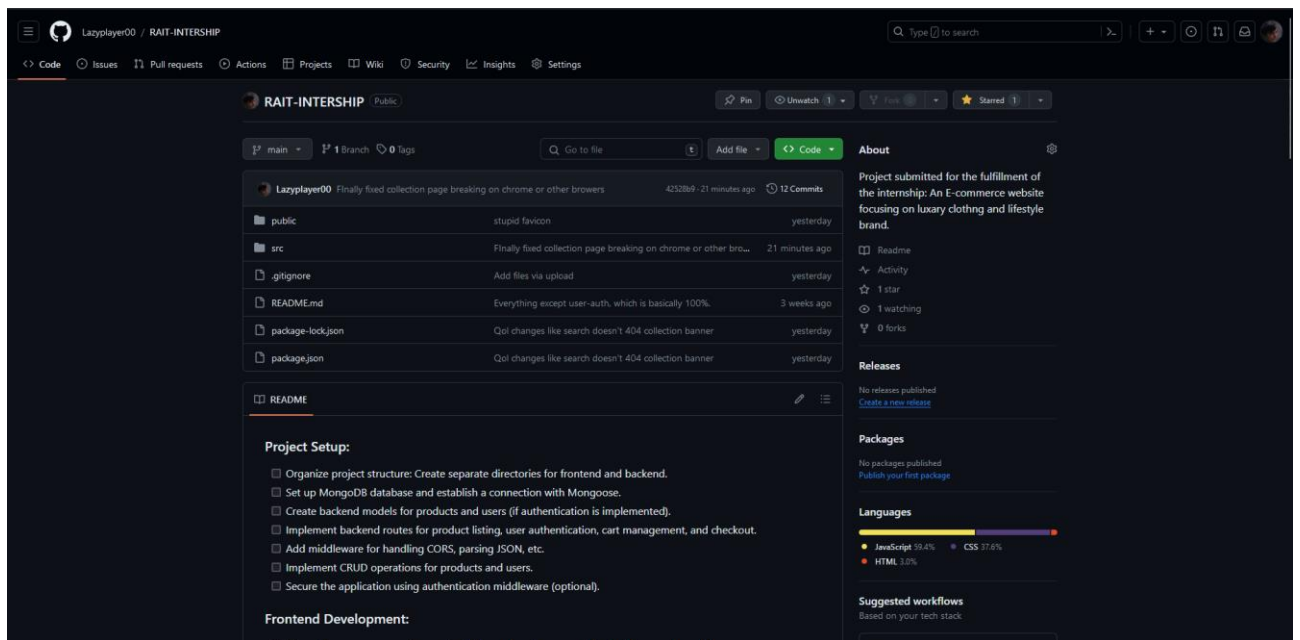 Lazyplayer00 / RAIT-INTERSHIP
Type / to search
Code Issues Pull requests Actions Projects Wiki Security Insights Settings
RAIT-INTERSHIP Public
Pin Unwatch 1 Fork Starred 1
main 1 Branch 0 Tags Go to file t Add file Code
Lazyplayer00 FInally fixed collection page breaking on chrome or other browers 42528b9 · 21 minutes ago 12 Commits
public stupid favicon yesterday
src FInally fixed collection page breaking on chrome or other bro... 21 minutes ago
.gitignore Add files via upload yesterday
README.md Everything except user-auth, which is basically 100%. 3 weeks ago
package-lock.json Qol changes like search doesn't 404 collection banner yesterday
package.json Qol changes like search doesn't 404 collection banner yesterday
README
Project Setup:
Organize project structure: Create separate directories for frontend and backend.
Set up MongoDB database and establish a connection with Mongoose.
Create backend models for products and users (if authentication is implemented).
Implement backend routes for product listing, user authentication, cart management, and checkout.
Add middleware for handling CORS, parsing JSON, etc.
Implement CRUD operations for products and users.
Secure the application using authentication middleware (optional).
Frontend Development:
About
Project submitted for the fulfillment of
the internship: An E-commerce website
focusing on luxary clothng and lifestyle
brand.
Readme
Activity
1 star
1 watching
0 forks
Releases
No releases published
Create a new release
Packages
No packages published
Publish your first package
Languages
JavaScript 59.4% CSS 37.6%
HTML 3.0%
Suggested workflows
Based on your tech stack